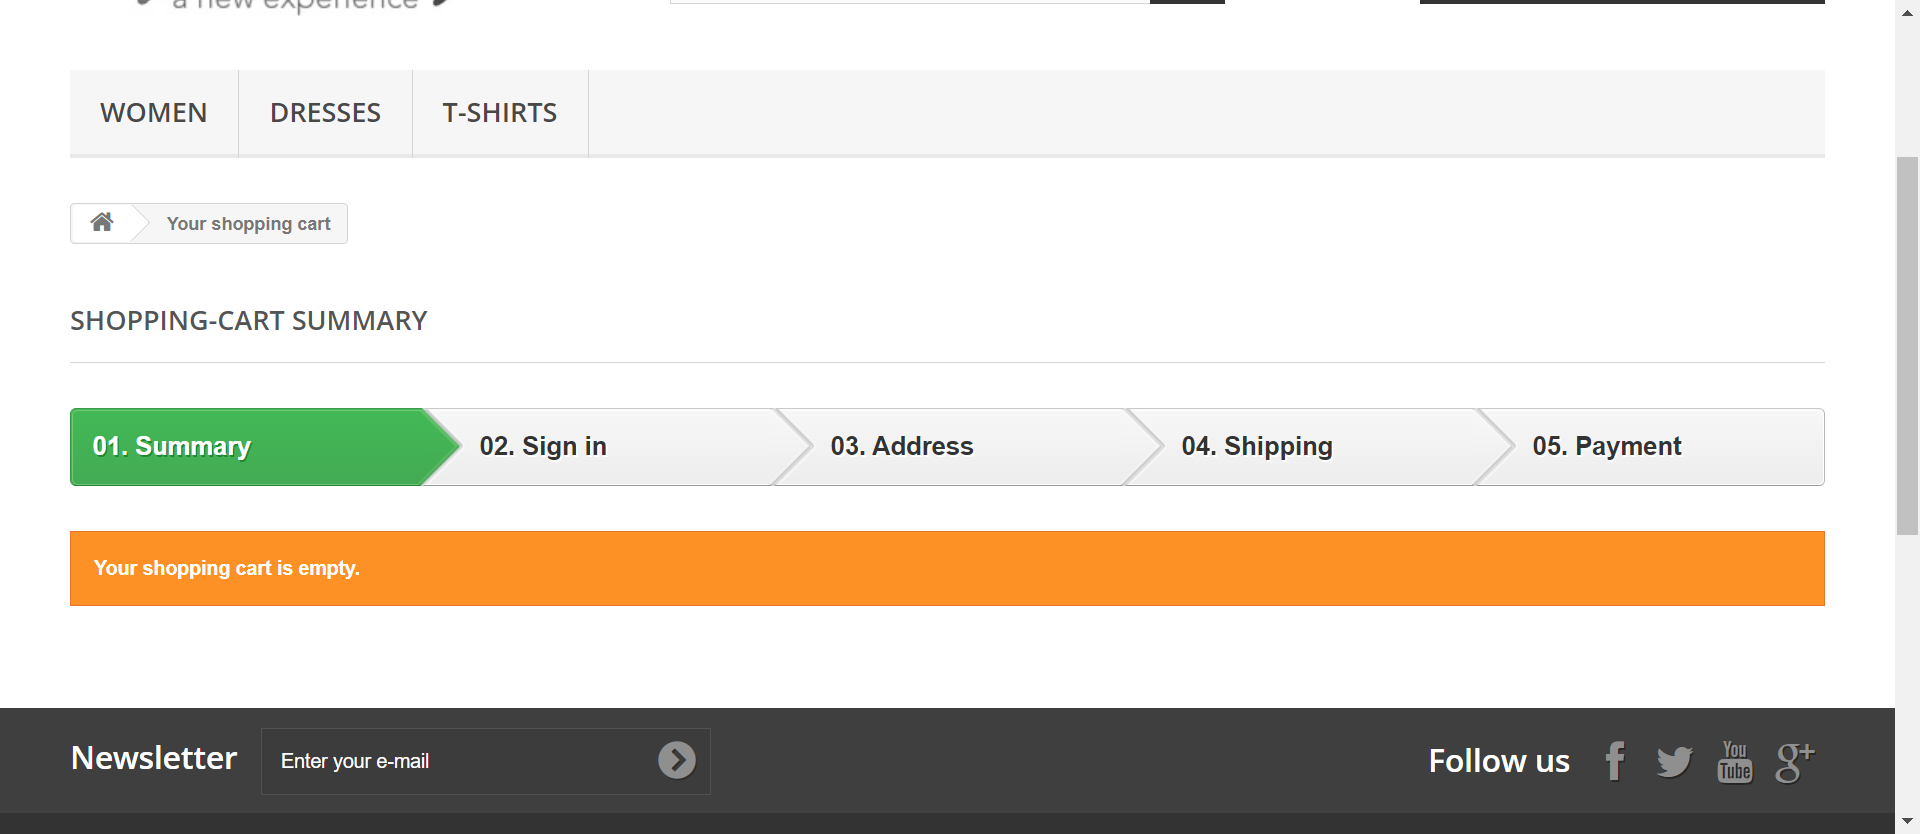 a new experience
WOMEN
DRESSES
T-SHIRTS
Your shopping cart
SHOPPING-CART SUMMARY
01. Summary
02. Sign in
03. Address
04. Shipping
05. Payment
Your shopping cart is empty.
Newsletter
Enter your e-mail
Follow us
f
You
Tube
g+